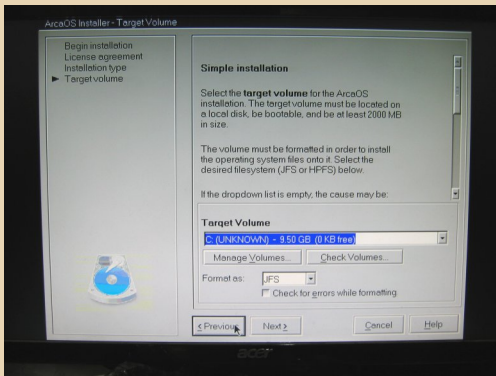 ArcaOS Installer - Target Volume
Begin installation
License agreement
Installation type
Target volume
Simple installation
Select the target volume for the ArcaOS
installation. The target volume must be located on
a local disk, be bootable, and be at least 2000 MB
in size.
The volume must be formatted in order to install
the operating system files onto it. Select the
desired filesystem (JFS or HPFS) below.
If the dropdown list is empty, the cause may be:
Target Volume
C: (UNKNOWN) - 9.50 GB (0 KB free)
Manage Volumes...
Check Volumes...
Format as:
JFS
Check for errors while formatting
< Previous
Next >
Cancel
Help
acer